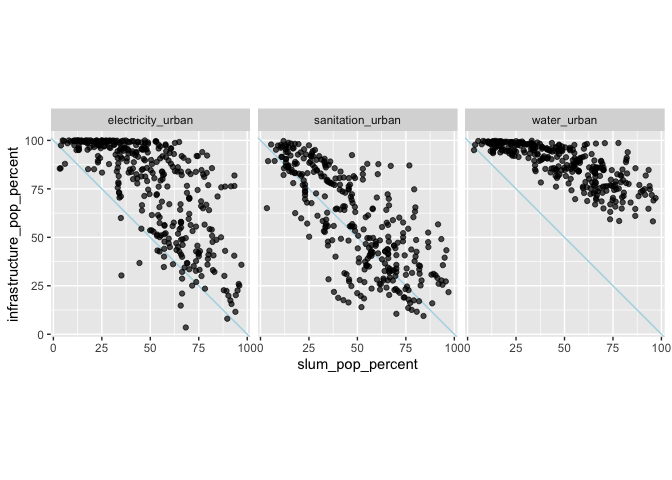 electricity_urban sanitation_urban water_urban
infrastructure_pop_percent
100
75
50
25
0
0 25 50 75 100 0 25 50 75 100 0 25 50 75 100
slum_pop_percent